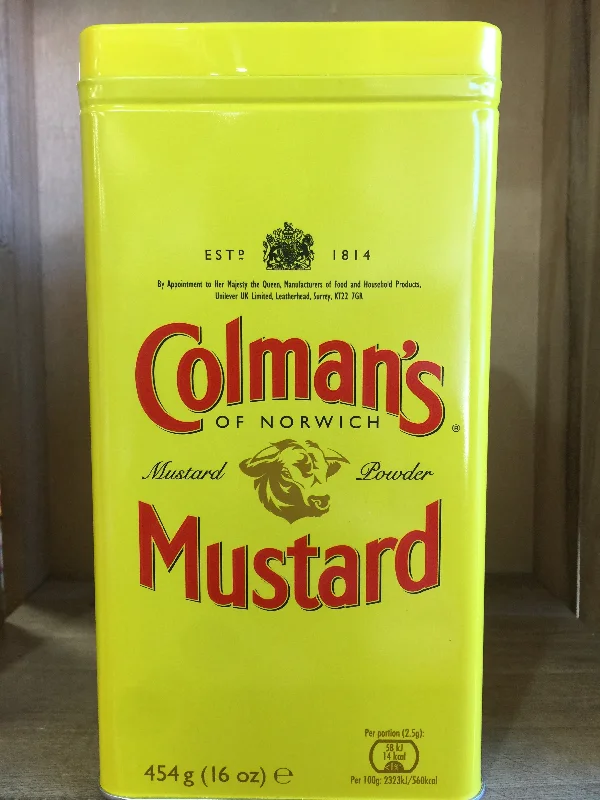 ESTD 1814
By Appointment to Her Majesty the Queen, Manufacturers of Food and Household Products,
Unilever UK Limited, Leatherhead, Surrey, KT22 7GR
Colman's
OF NORWICH ®
Mustard Powder
Mustard
Per portion (2.5g):
58 kJ
14 kcal
<1%
454 g (16 oz) ℮
Per 100g: 2323kJ/560kcal